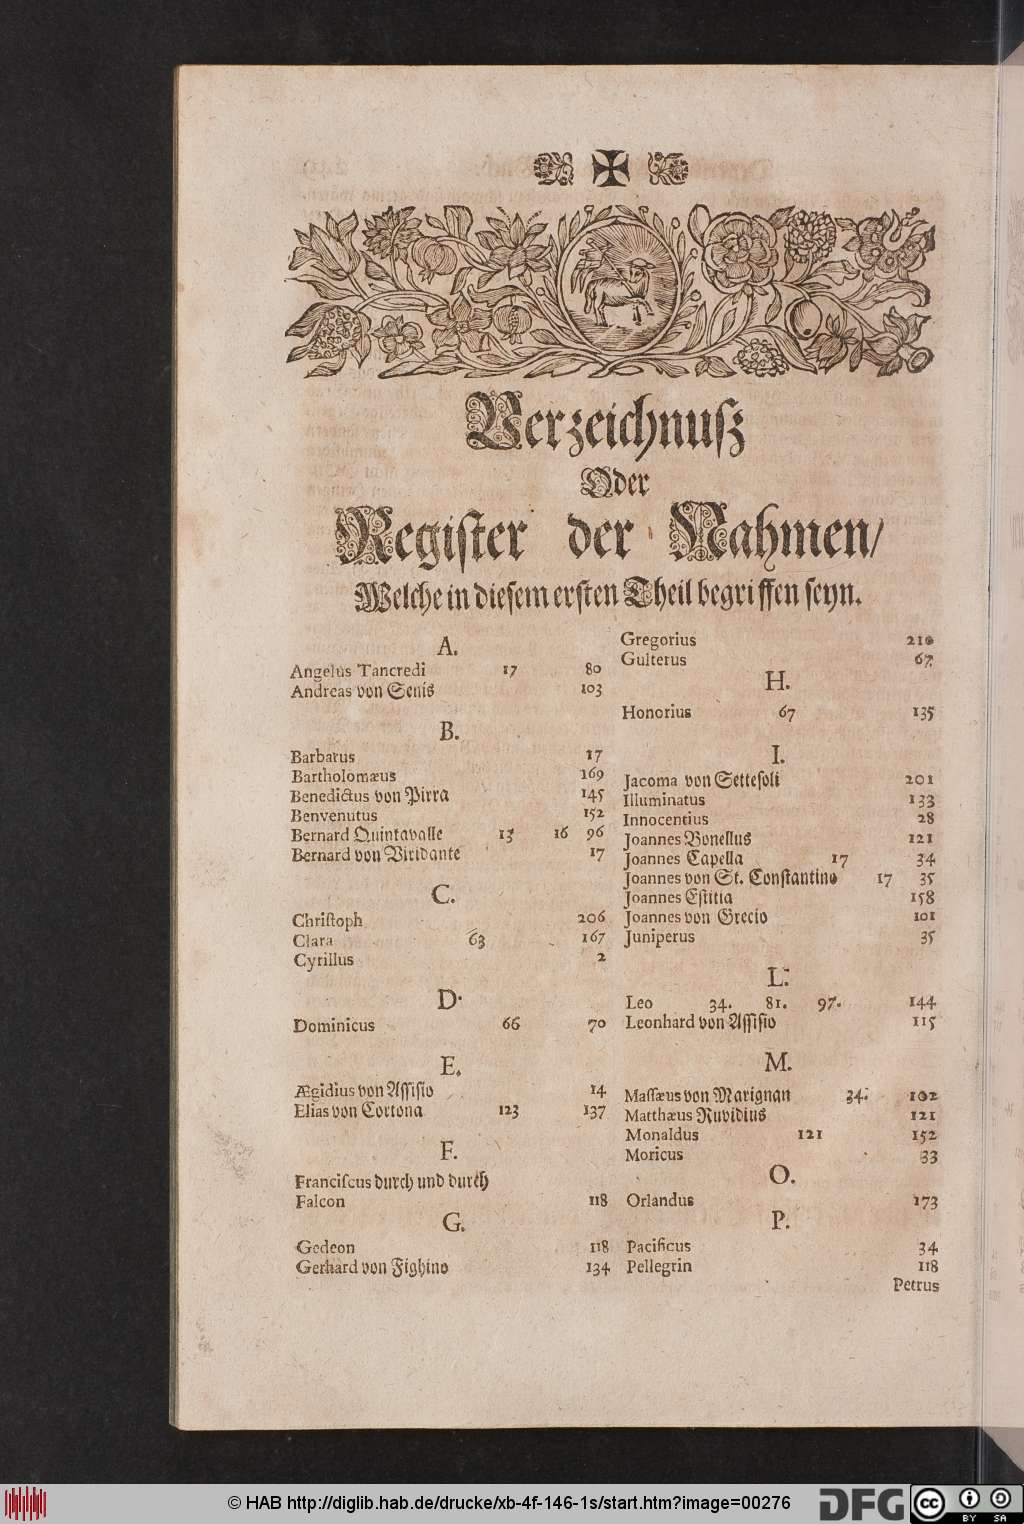 Verzeichnuß
Oder
Register der Nahmen/
Welche in diesem ersten Theil begriffen seyn.
A.
Angelus Tancredi 17 80
Andreas von Senis 103
B.
Barbarus 17
Bartholomæus 169
Benedictus von Pirra 145
Benvenutus 152
Bernard Quintavalle 13 16 96
Bernard von Viridante 17
C.
Christoph 206
Clara 63 167
Cyrillus 2
D.
Dominicus 66 70
E.
Ægidius von Assisio 14
Elias von Cortona 123 137
F.
Franciscus durch und durch
Falcon 118
G.
Gedeon 118
Gerhard von Fighino 134
Gregorius 210
Gulterus 67
H.
Honorius 67 135
I.
Jacoma von Settesoli 201
Illuminatus 133
Innocentius 28
Joannes Bonellus 121
Joannes Capella 17 34
Joannes von St. Constantino 17 35
Joannes Estitia 158
Joannes von Grecio 101
Juniperus 35
L.
Leo 34. 81. 97. 144
Leonhard von Assisio 115
M.
Massæus von Marignan 34. 102
Matthæus Ruvidius 121
Monaldus 121 152
Moricus 33
O.
Orlandus 173
P.
Pacificus 34
Pellegrin 118
Petrus
© HAB http://diglib.hab.de/drucke/xb-4f-146-1s/start.htm?image=00276
DFG
cc BY SA